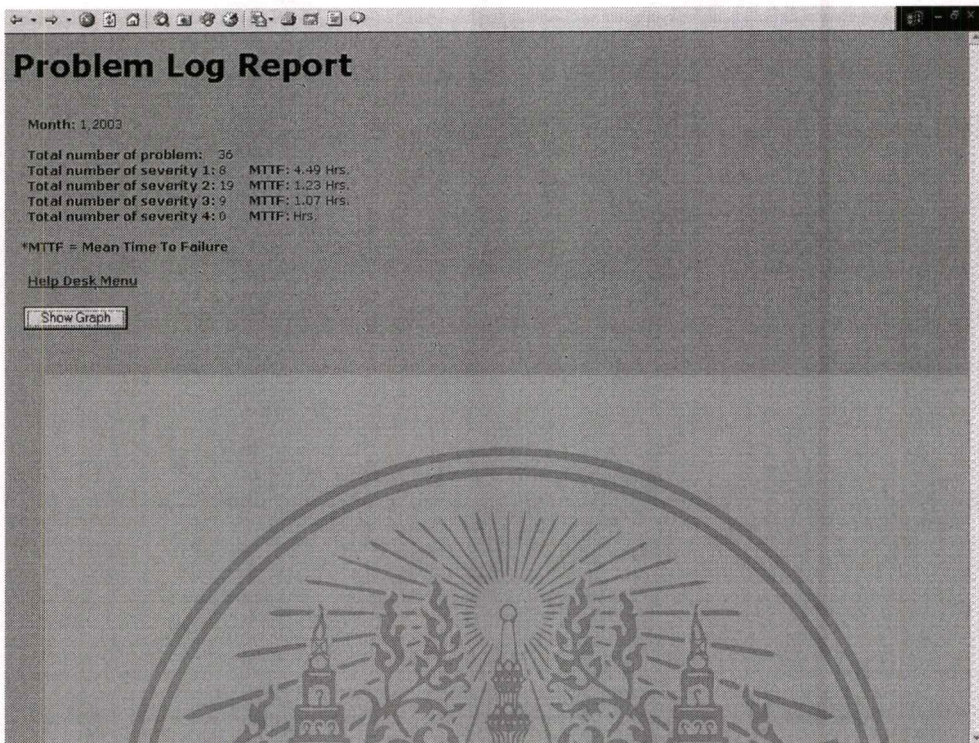 Problem Log Report
Month: 1,2003
Total number of problem: 36
Total number of severity 1: 8 MTTF: 4.49 Hrs.
Total number of severity 2: 19 MTTF: 1.23 Hrs.
Total number of severity 3: 9 MTTF: 1.07 Hrs.
Total number of severity 4: 0 MTTF: Hrs.
*MTTF = Mean Time To Failure
Help Desk Menu
Show Graph